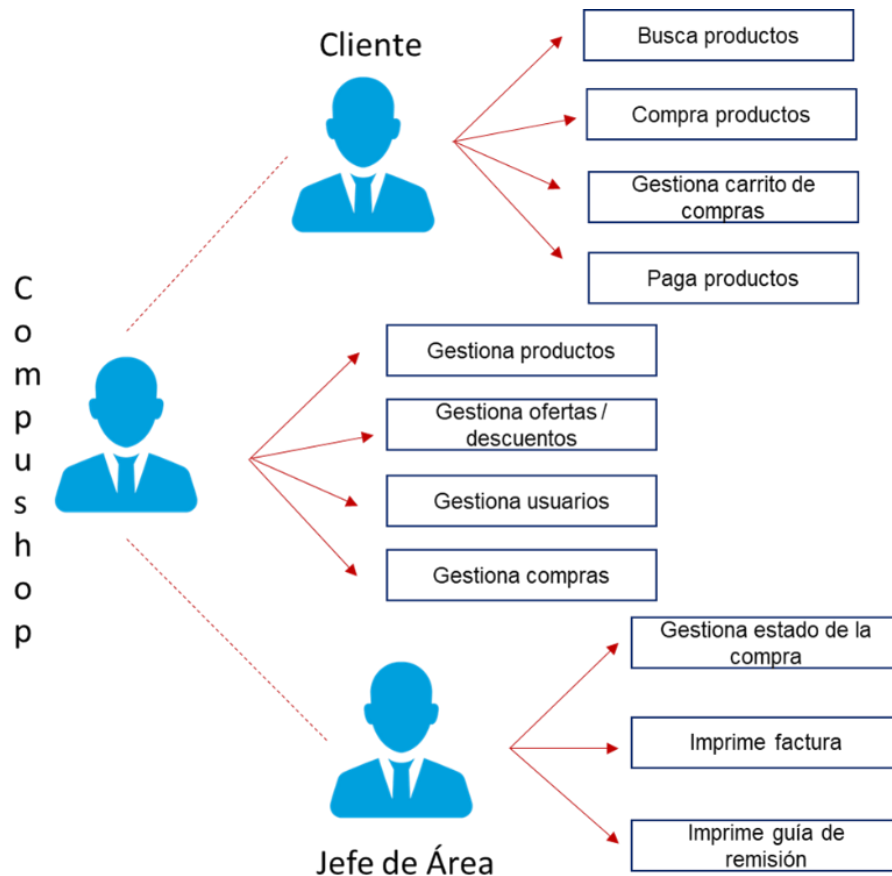 Cliente
Busca productos
Compra productos
Gestiona carrito de
compras
Paga productos
Compushop
Gestiona productos
Gestiona ofertas /
descuentos
Gestiona usuarios
Gestiona compras
Gestiona estado de la
compra
Imprime factura
Imprime guía de
remisión
Jefe de Área